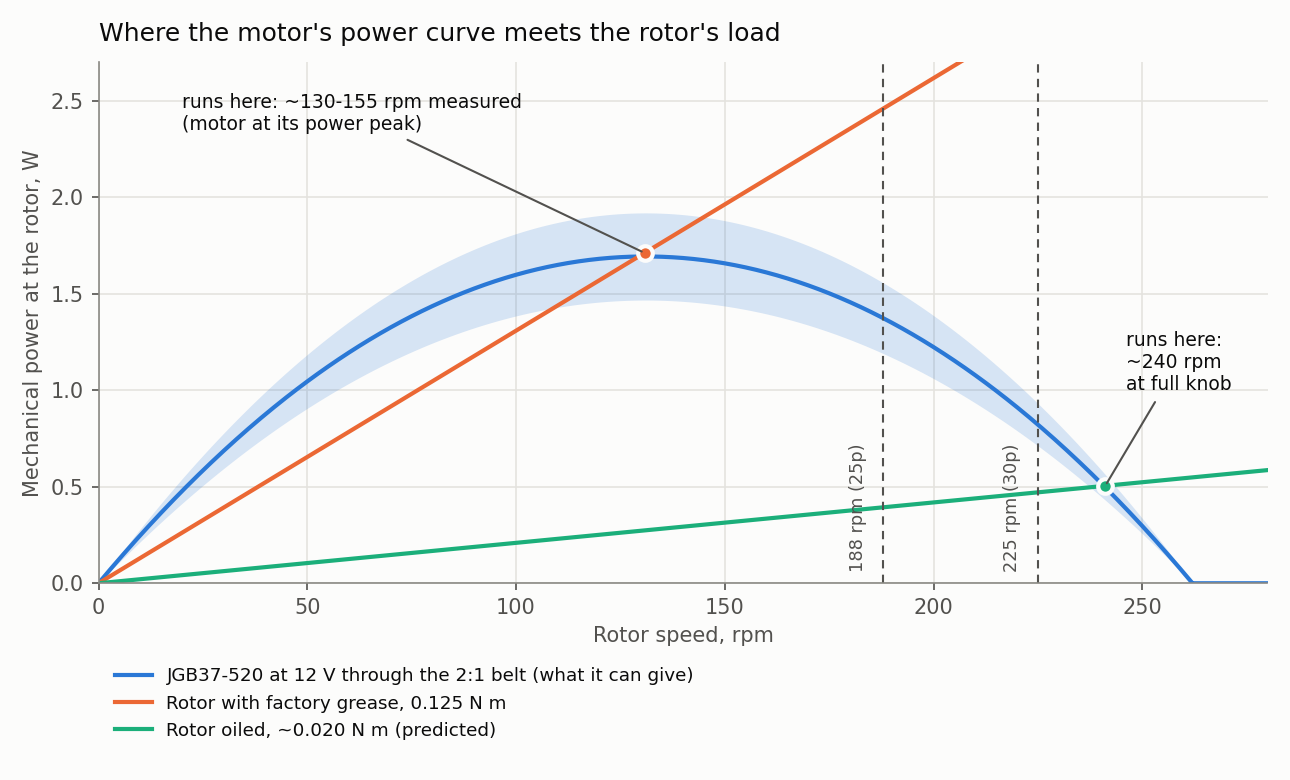 Where the motor's power curve meets the rotor's load
Mechanical power at the rotor, W
2.5
2.0
1.5
1.0
0.5
0.0
runs here: ~130-155 rpm measured
(motor at its power peak)
runs here:
~240 rpm
at full knob
188 rpm (25p)
225 rpm (30p)
0
50
100
150
200
250
Rotor speed, rpm
JGB37-520 at 12 V through the 2:1 belt (what it can give)
Rotor with factory grease, 0.125 N m
Rotor oiled, ~0.020 N m (predicted)